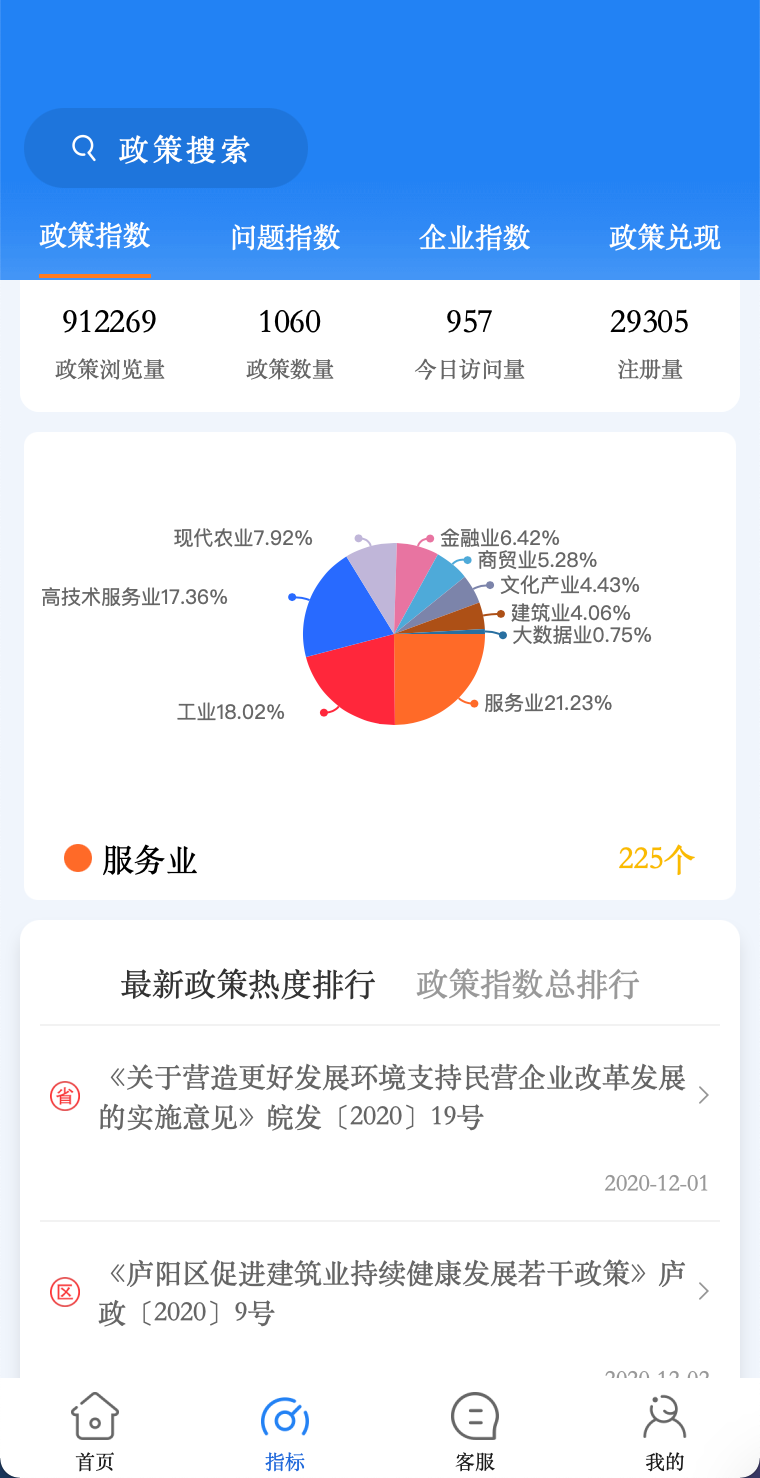 政策搜索
政策指数 问题指数 企业指数 政策兑现
912269 1060 957 29305
政策浏览量 政策数量 今日访问量 注册量
现代农业7.92% 金融业6.42%
商贸业5.28%
文化产业4.43%
高技术服务业17.36%
建筑业4.06%
大数据业0.75%
服务业21.23%
工业18.02%
服务业 225个
最新政策热度排行 政策指数总排行
《关于营造更好发展环境支持民营企业改革发展
省
的实施意见》皖发〔2020〕19号
2020-12-01
《庐阳区促进建筑业持续健康发展若干政策》庐
区
政〔2020〕9号
首页 指标 客服 我的